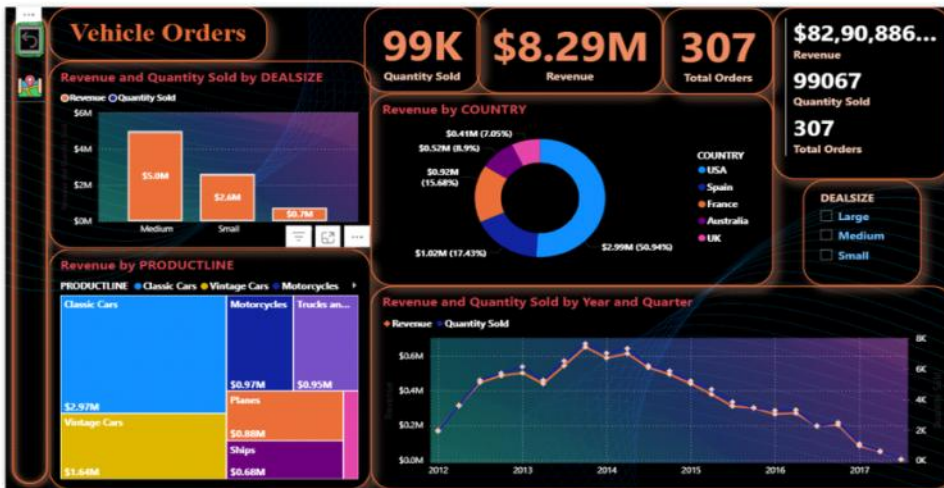 Vehicle Orders
99K
Quantity Sold
$8.29M
Revenue
307
Total Orders
$82,90,886...
Revenue
99067
Quantity Sold
307
Total Orders
Revenue and Quantity Sold by DEALSIZE
Revenue Quantity Sold
$6M
$4M
$2M
$0M
$5.0M
$2.6M
$0.7M
Medium Small
Revenue by COUNTRY
$0.41M (7.05%)
$0.52M (8.9%)
$0.92M
(15.68%)
$1.02M (17.43%)
$2.99M (50.94%)
COUNTRY
USA
Spain
France
Australia
UK
DEALSIZE
Large
Medium
Small
Revenue by PRODUCTLINE
PRODUCTLINE Classic Cars Vintage Cars Motorcycles
Classic Cars
$2.97M
Vintage Cars
$1.64M
Motorcycles
$0.97M
Trucks an...
$0.95M
Planes
$0.88M
Ships
$0.68M
Revenue and Quantity Sold by Year and Quarter
Revenue Quantity Sold
$0.6M
$0.4M
$0.2M
$0.0M
Revenue
8K
6K
4K
2K
0K
2012 2013 2014 2015 2016 2017